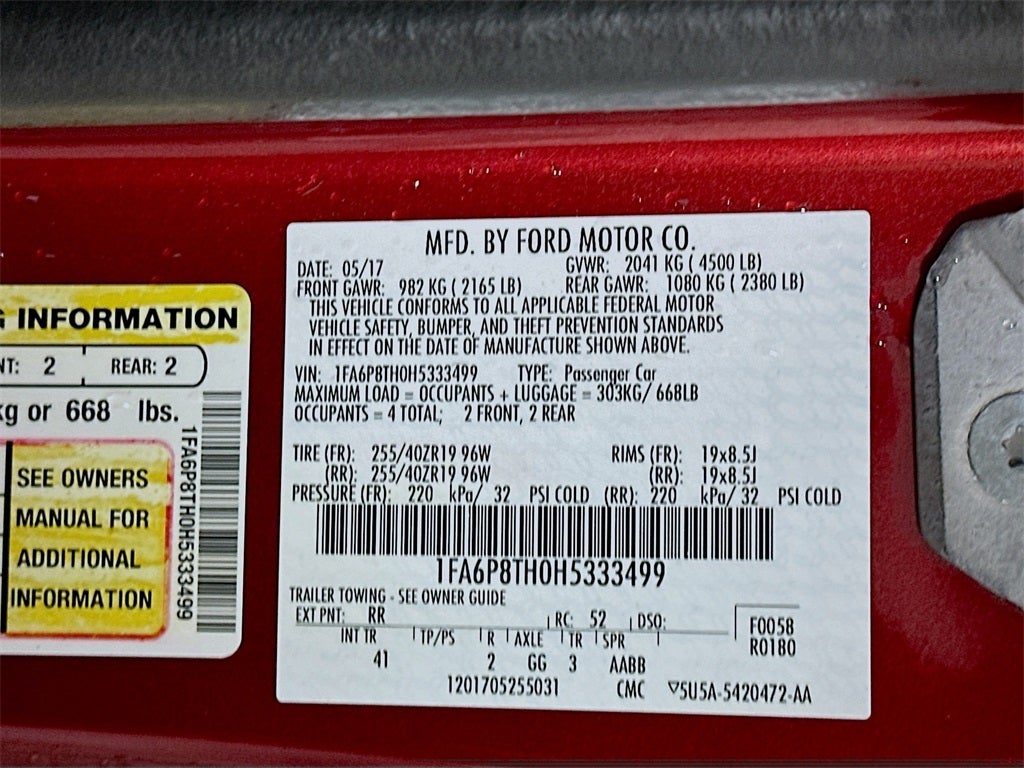 G INFORMATION
NT: 2 REAR: 2
kg or 668 lbs.
SEE OWNERS
MANUAL FOR
ADDITIONAL
INFORMATION
1FA6P8TH0H5333499
MFD. BY FORD MOTOR CO.
DATE: 05/17 GVWR: 2041 KG ( 4500 LB)
FRONT GAWR: 982 KG ( 2165 LB) REAR GAWR: 1080 KG ( 2380 LB)
THIS VEHICLE CONFORMS TO ALL APPLICABLE FEDERAL MOTOR
VEHICLE SAFETY, BUMPER, AND THEFT PREVENTION STANDARDS
IN EFFECT ON THE DATE OF MANUFACTURE SHOWN ABOVE.
VIN: 1FA6P8TH0H5333499 TYPE: Passenger Car
MAXIMUM LOAD = OCCUPANTS + LUGGAGE = 303KG/ 668LB
OCCUPANTS = 4 TOTAL; 2 FRONT, 2 REAR
TIRE (FR): 255/40ZR19 96W RIMS (FR): 19x8.5J
(RR): 255/40ZR19 96W (RR): 19x8.5J
PRESSURE (FR): 220 kPa/ 32 PSI COLD (RR): 220 kPa/ 32 PSI COLD
1FA6P8TH0H5333499
TRAILER TOWING - SEE OWNER GUIDE
EXT PNT: RR RC: 52 DSO: F0058
INT TR TP/PS R AXLE TR SPR R0180
41 2 GG 3 AABB
1201705255031 CMC ▽5U5A-5420472-AA